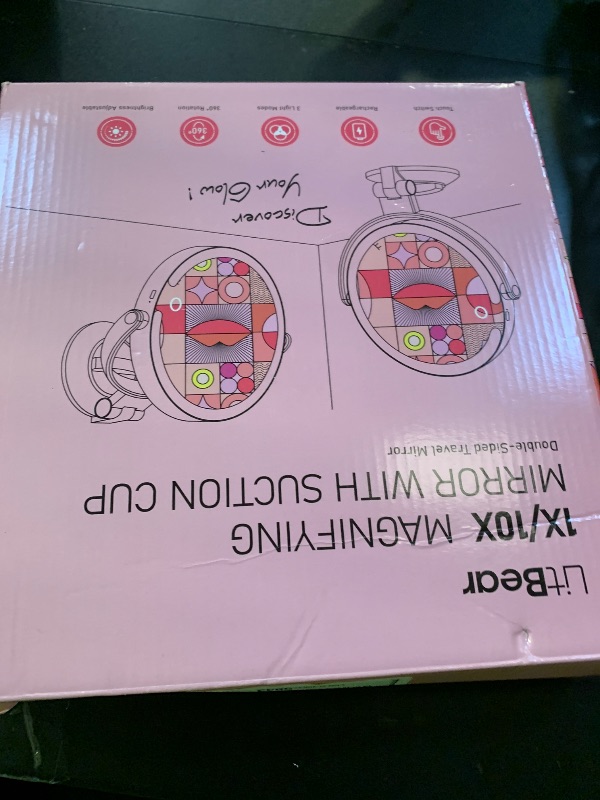 LitBear
1X/10X MAGNIFYING
MIRROR WITH SUCTION CUP
Double-Sided Travel Mirror
Discover
Your Glow!
Touch Switch
Rechargeable
3 Light Modes
360°
360° Rotation
Brightness Adjustable